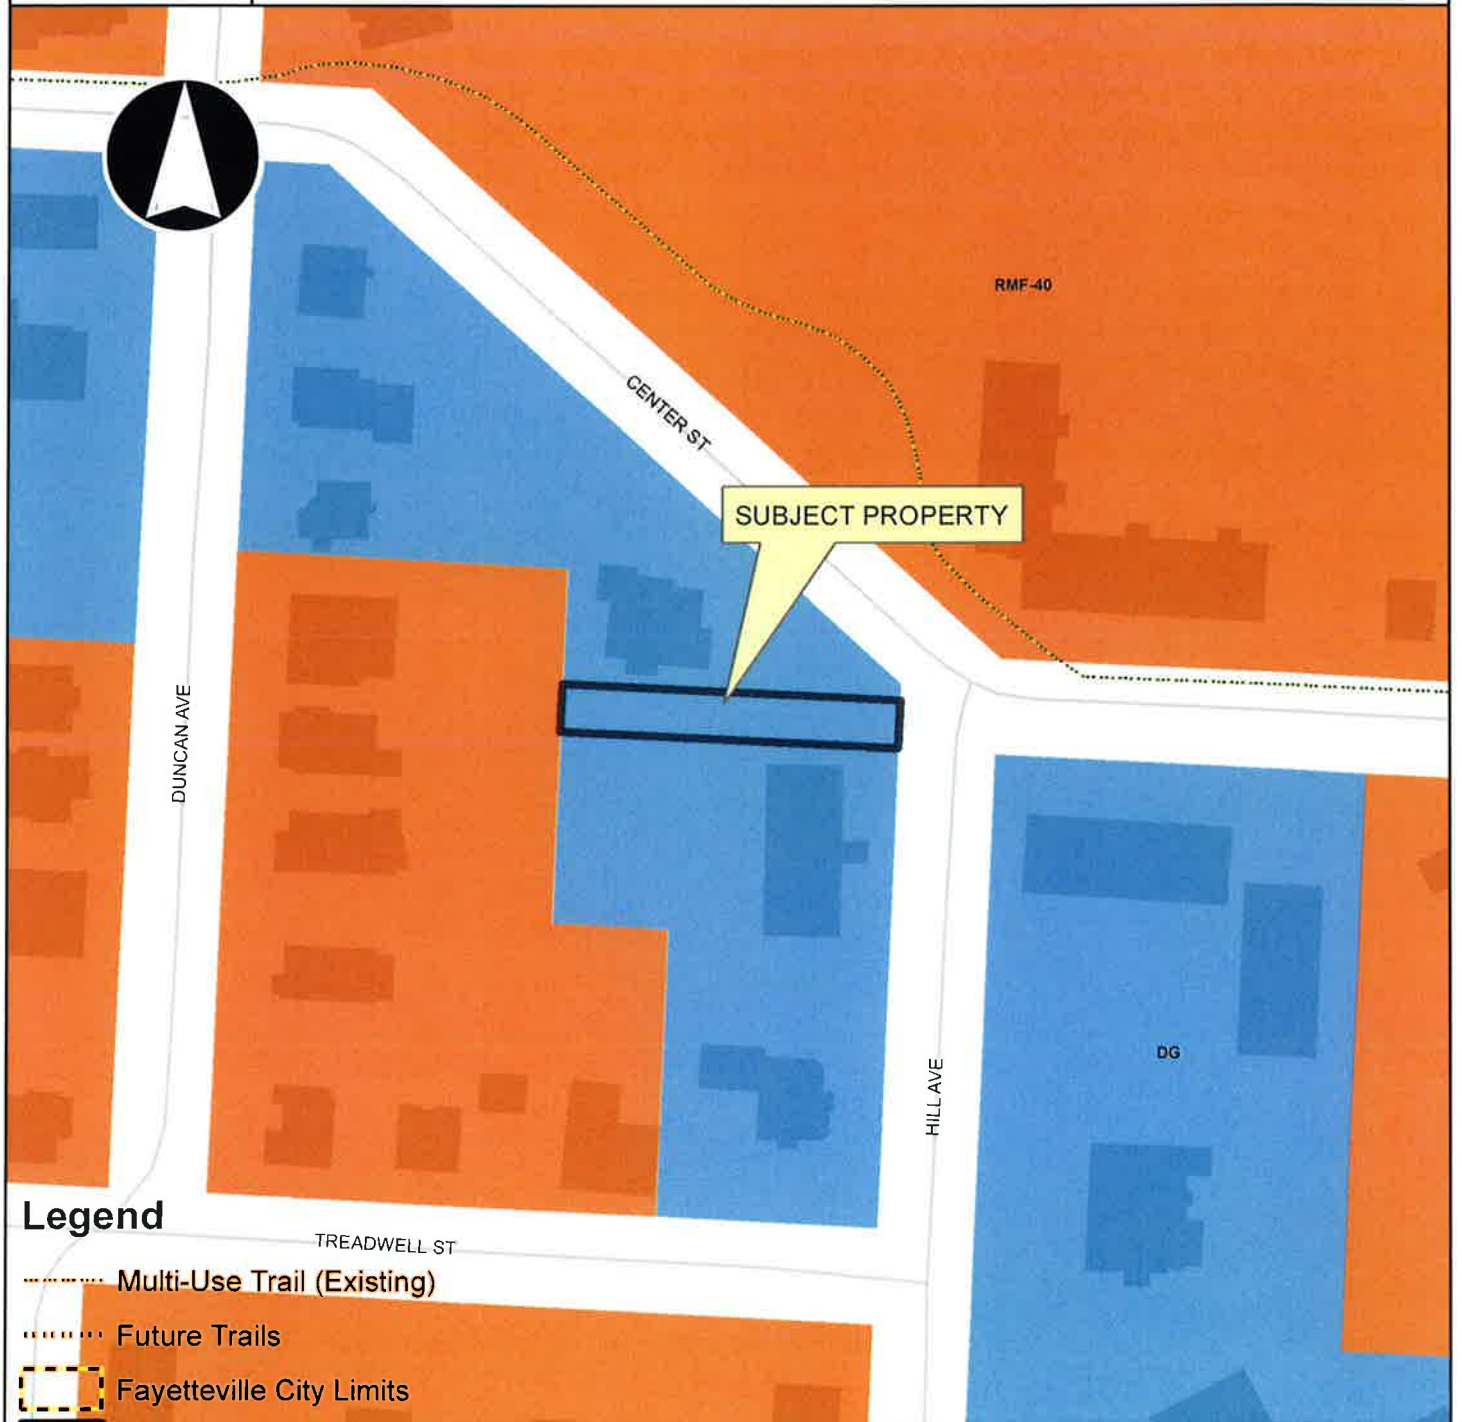 RMF-40
CENTER ST
SUBJECT PROPERTY
DUNCAN AVE
DG
HILL AVE
Legend
TREADWELL ST
Multi-Use Trail (Existing)
Future Trails
Fayetteville City Limits